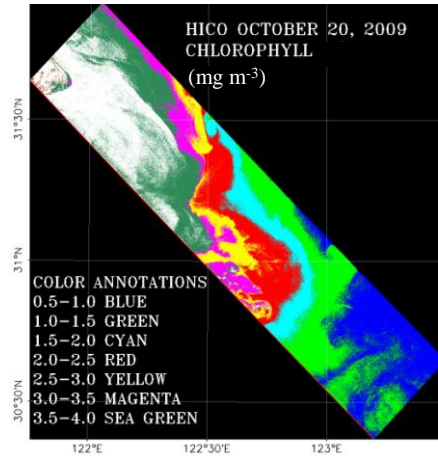 HICO OCTOBER 20, 2009
CHLOROPHYLL
(mg m⁻³)
31°30'N
31°N
30°30'N
COLOR ANNOTATIONS
0.5–1.0 BLUE
1.0–1.5 GREEN
1.5–2.0 CYAN
2.0–2.5 RED
2.5–3.0 YELLOW
3.0–3.5 MAGENTA
3.5–4.0 SEA GREEN
122°E
122°30'E
123°E